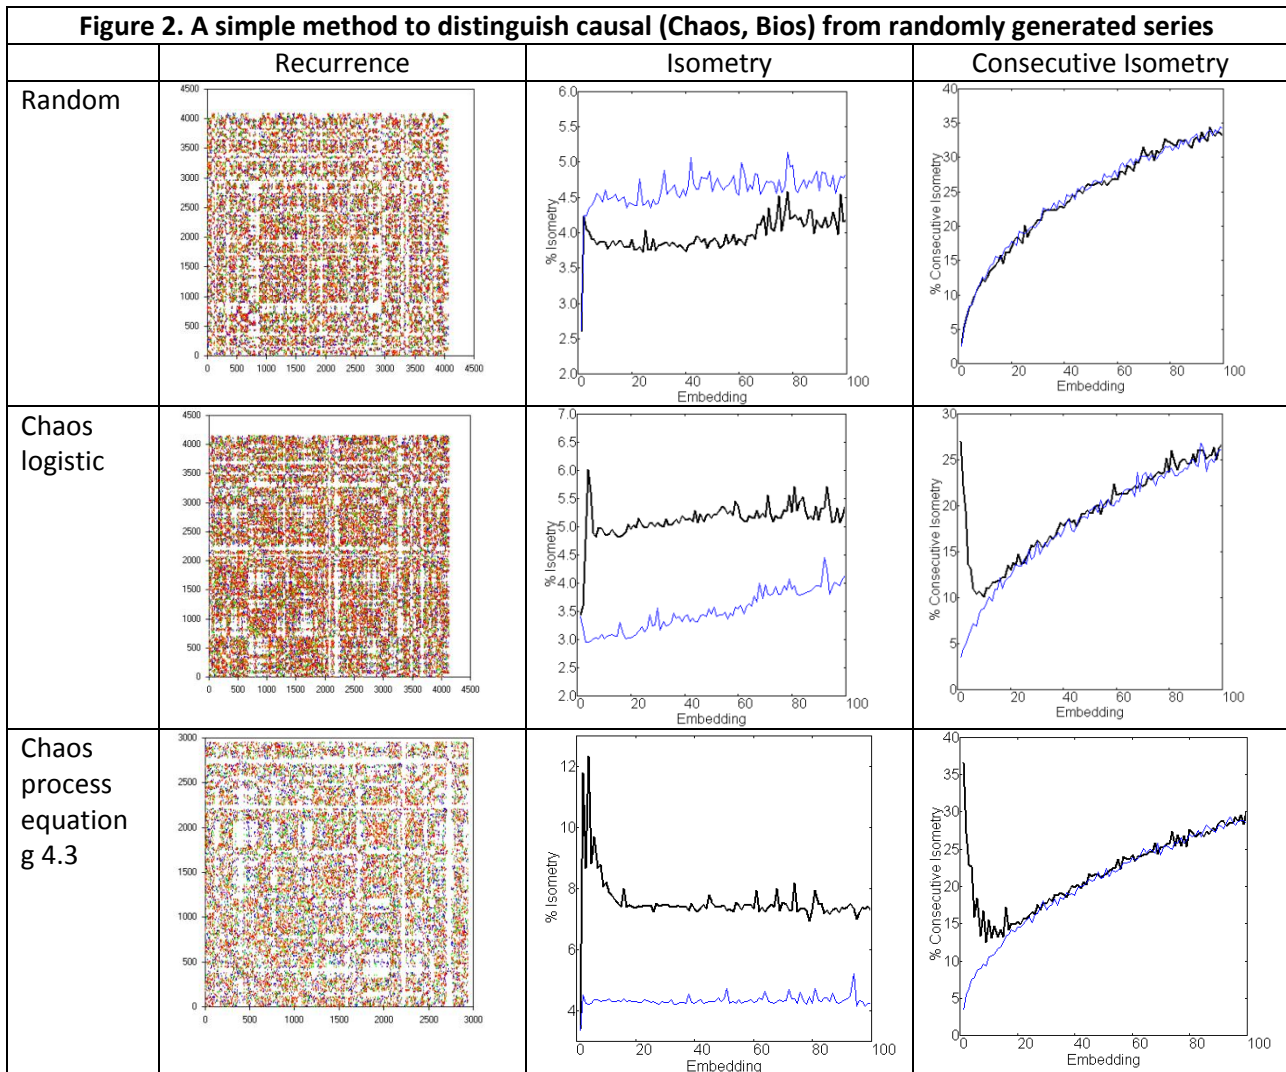 Figure 2. A simple method to distinguish causal (Chaos, Bios) from randomly generated series
Recurrence Isometry Consecutive Isometry
Random
4500
4000
3500
3000
2500
2000
1500
1000
500
0
0 500 1000 1500 2000 2500 3000 3500 4000 4500
% Isometry
6.0
5.5
5.0
4.5
4.0
3.5
3.0
2.5
2.0
0 20 40 60 80 100
Embedding
% Consecutive Isometry
40
35
30
25
20
15
10
5
0
0 20 40 60 80 100
Embedding
Chaos
logistic
4500
4000
3500
3000
2500
2000
1500
1000
500
0
0 500 1000 1500 2000 2500 3000 3500 4000 4500
% Isometry
7.0
6.5
6.0
5.5
5.0
4.5
4.0
3.5
3.0
2.5
2.0
0 20 40 60 80 100
Embedding
% Consecutive Isometry
30
25
20
15
10
5
0
0 20 40 60 80 100
Embedding
Chaos
process
equation
g 4.3
3000
2500
2000
1500
1000
500
0
0 500 1000 1500 2000 2500 3000
% Isometry
12
10
8
6
4
0 20 40 60 80 100
Embedding
% Consecutive Isometry
40
35
30
25
20
15
10
5
0
0 20 40 60 80 100
Embedding